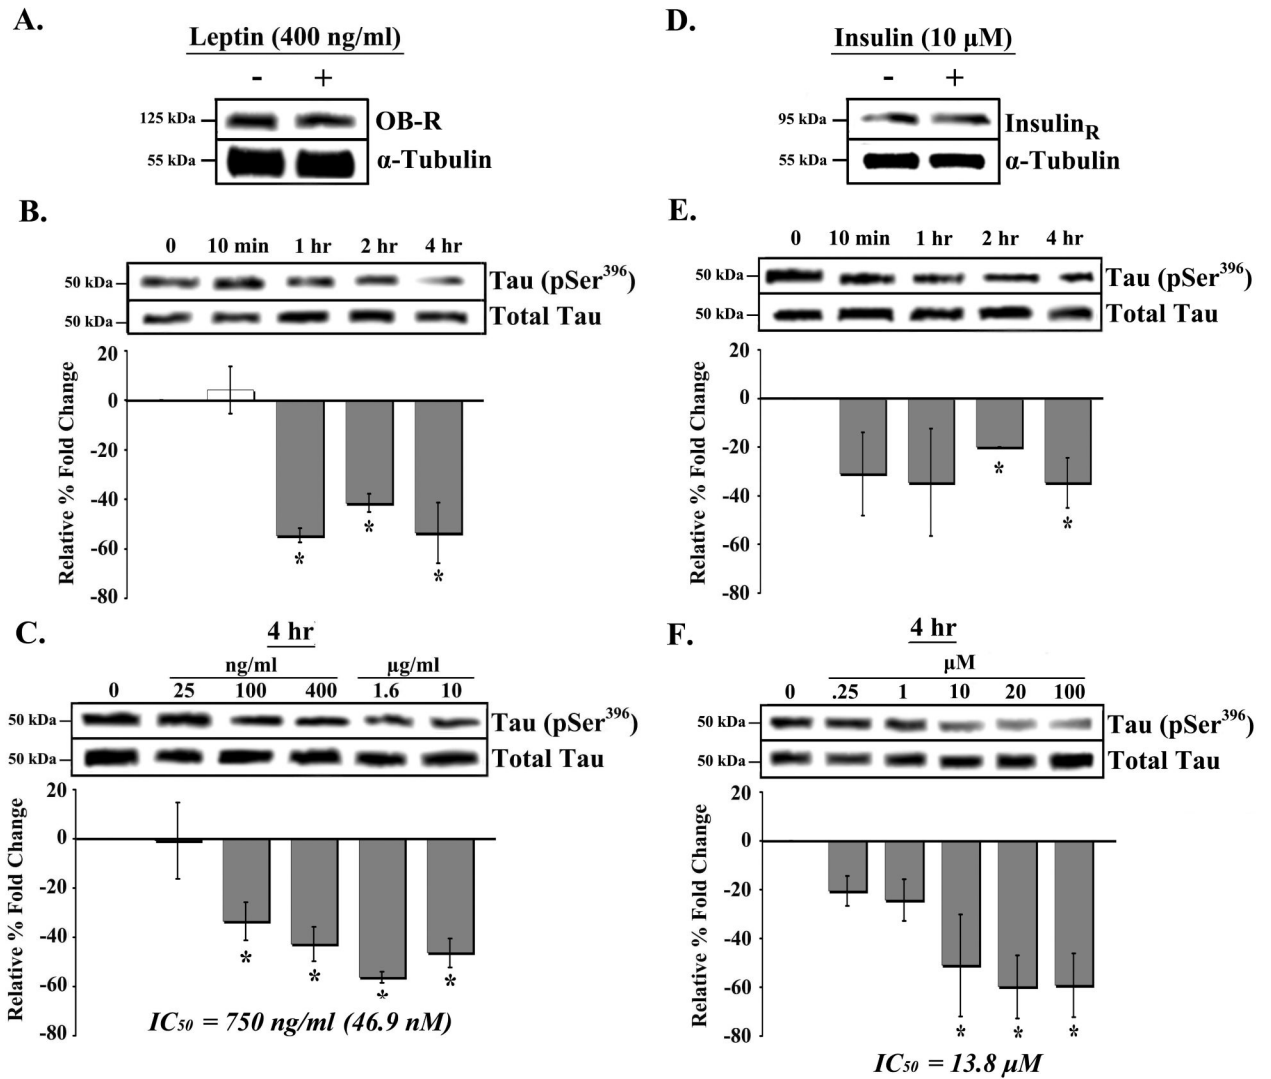 A.
Leptin (400 ng/ml)
- +
125 kDa OB-R
55 kDa α-Tubulin
B.
0 10 min 1 hr 2 hr 4 hr
50 kDa Tau (pSer396)
50 kDa Total Tau
Relative % Fold Change
20
0
-20
-40
-60
-80
* * *
C.
4 hr
ng/ml µg/ml
0 25 100 400 1.6 10
50 kDa Tau (pSer396)
50 kDa Total Tau
Relative % Fold Change
20
0
-20
-40
-60
-80
* * * *
IC50 = 750 ng/ml (46.9 nM)
D.
Insulin (10 µM)
- +
95 kDa InsulinR
55 kDa α-Tubulin
E.
0 10 min 1 hr 2 hr 4 hr
50 kDa Tau (pSer396)
50 kDa Total Tau
Relative % Fold Change
20
0
-20
-40
-60
-80
* *
F.
4 hr
µM
0 .25 1 10 20 100
50 kDa Tau (pSer396)
50 kDa Total Tau
Relative % Fold Change
20
0
-20
-40
-60
-80
* * *
IC50 = 13.8 µM